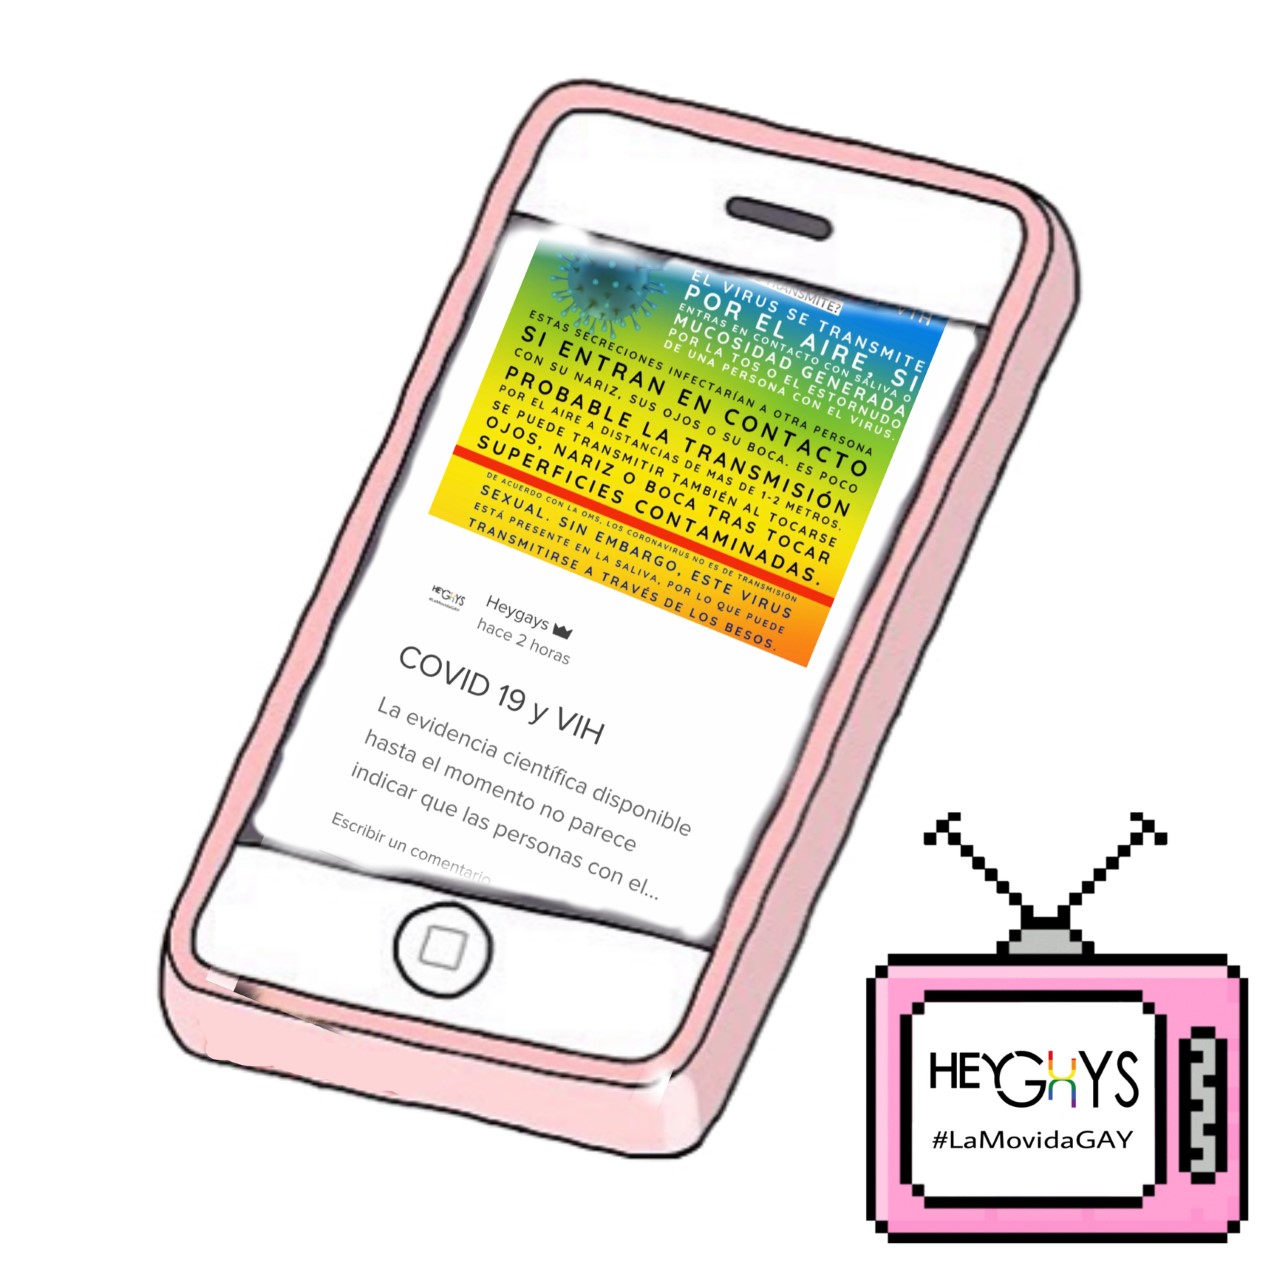 TRANSMITE?
VIH
EL VIRUS SE TRANSMITE
POR EL AIRE, SI
ENTRAS EN CONTACTO CON SALIVA O
MUCOSIDAD GENERADA
POR LA TOS O EL ESTORNUDO
DE UNA PERSONA CON EL VIRUS.
ESTAS SECRECIONES INFECTARÍAN A OTRA PERSONA
SI ENTRAN EN CONTACTO
CON SU NARIZ, SUS OJOS O SU BOCA. ES POCO
PROBABLE LA TRANSMISIÓN
POR EL AIRE A DISTANCIAS DE MAS DE 1-2 METROS.
SE PUEDE TRANSMITIR TAMBIÉN AL TOCARSE
OJOS, NARIZ O BOCA TRAS TOCAR
SUPERFICIES CONTAMINADAS.
DE ACUERDO CON LA OMS, LOS CORONAVIRUS NO ES DE TRANSMISIÓN
SEXUAL. SIN EMBARGO, ESTE VIRUS
ESTÁ PRESENTE EN LA SALIVA, POR LO QUE PUEDE
TRANSMITIRSE A TRAVÉS DE LOS BESOS.
HEYGAYS
Heygays
hace 2 horas
COVID 19 y VIH
La evidencia científica disponible
hasta el momento no parece
indicar que las personas con el...
Escribir un comentario
HEYGAYS
#LaMovidaGAY